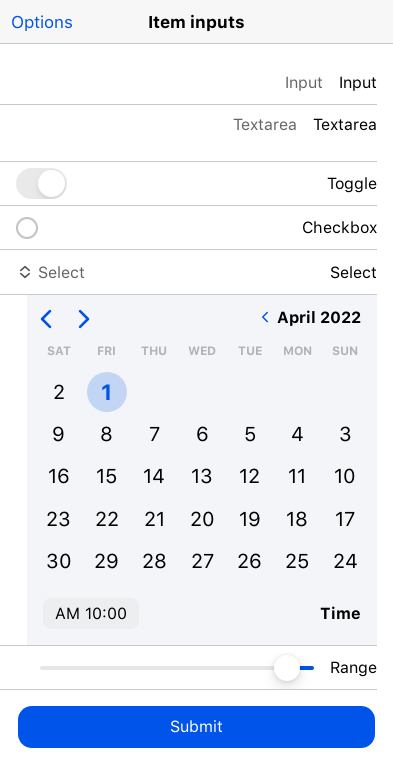 Options Item inputs
Input Input
Textarea Textarea
Toggle
Checkbox
Select Select
April 2022
SAT FRI THU WED TUE MON SUN
2 1
9 8 7 6 5 4 3
16 15 14 13 12 11 10
23 22 21 20 19 18 17
30 29 28 27 26 25 24
AM 10:00 Time
Range
Submit